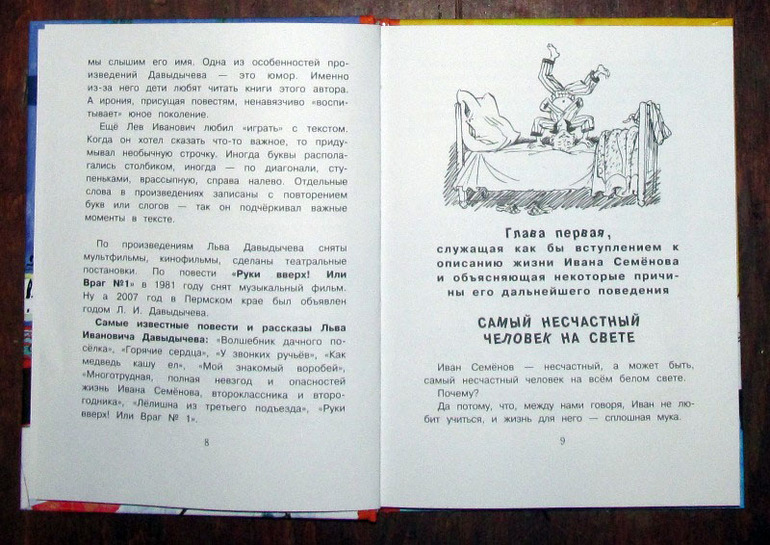 мы слышим его имя. Одна из особенностей про-
изведений Давыдычева — это юмор. Именно
из-за него дети любят читать книги этого автора.
А ирония, присущая повестям, ненавязчиво «воспи-
тывает» юное поколение.
Ещё Лев Иванович любил «играть» с текстом.
Когда он хотел сказать что-то важное, то приду-
мывал необычную строчку. Иногда буквы распола-
гались столбиком, иногда — по диагонали, сту-
пеньками, врассыпную, справа налево. Отдельные
слова в произведениях записаны с повторением
букв или слогов — так он подчёркивал важные
моменты в тексте.
По произведениям Льва Давыдычева сняты
мультфильмы, кинофильмы, сделаны театральные
постановки. По повести «Руки вверх! Или
Враг №1» в 1981 году снят музыкальный фильм.
Ну а 2007 год в Пермском крае был объявлен
годом Л. И. Давыдычева.
Самые известные повести и рассказы Льва
Ивановича Давыдычева: «Волшебник дачного по-
сёлка», «Горячие сердца», «У звонких ручьёв», «Как
медведь кашу ел», «Мой знакомый воробей»,
«Многотрудная, полная невзгод и опасностей
жизнь Ивана Семёнова, второклассника и второ-
годника», «Лёлишна из третьего подъезда», «Руки
вверх! Или Враг № 1».
8
Глава первая,
служащая как бы вступлением к
описанию жизни Ивана Семёнова
и объясняющая некоторые причи-
ны его дальнейшего поведения
САМЫЙ НЕСЧАСТНЫЙ
ЧЕЛОВЕК НА СВЕТЕ
Иван Семёнов — несчастный, а может быть,
самый несчастный человек на всём белом свете.
Почему?
Да потому, что, между нами говоря, Иван не лю-
бит учиться, и жизнь для него — сплошная мука.
9